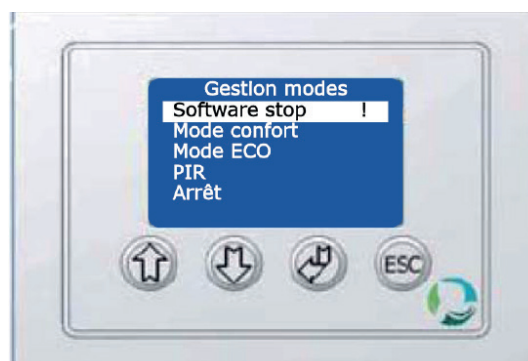 Gestion modes
Software stop !
Mode confort
Mode ECO
PIR
Arrêt
ESC